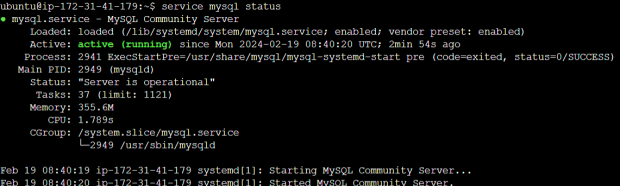 ubuntu@ip-172-31-41-179:~$ service mysql status
● mysql.service - MySQL Community Server
Loaded: loaded (/lib/systemd/system/mysql.service; enabled; vendor preset: enabled)
Active: active (running) since Mon 2024-02-19 08:40:20 UTC; 2min 54s ago
Process: 2941 ExecStartPre=/usr/share/mysql/mysql-systemd-start pre (code=exited, status=0/SUCCESS)
Main PID: 2949 (mysqld)
Status: "Server is operational"
Tasks: 37 (limit: 1121)
Memory: 355.6M
CPU: 1.789s
CGroup: /system.slice/mysql.service
└─2949 /usr/sbin/mysqld
Feb 19 08:40:19 ip-172-31-41-179 systemd[1]: Starting MySQL Community Server...
Feb 19 08:40:20 ip-172-31-41-179 systemd[1]: Started MySQL Community Server.